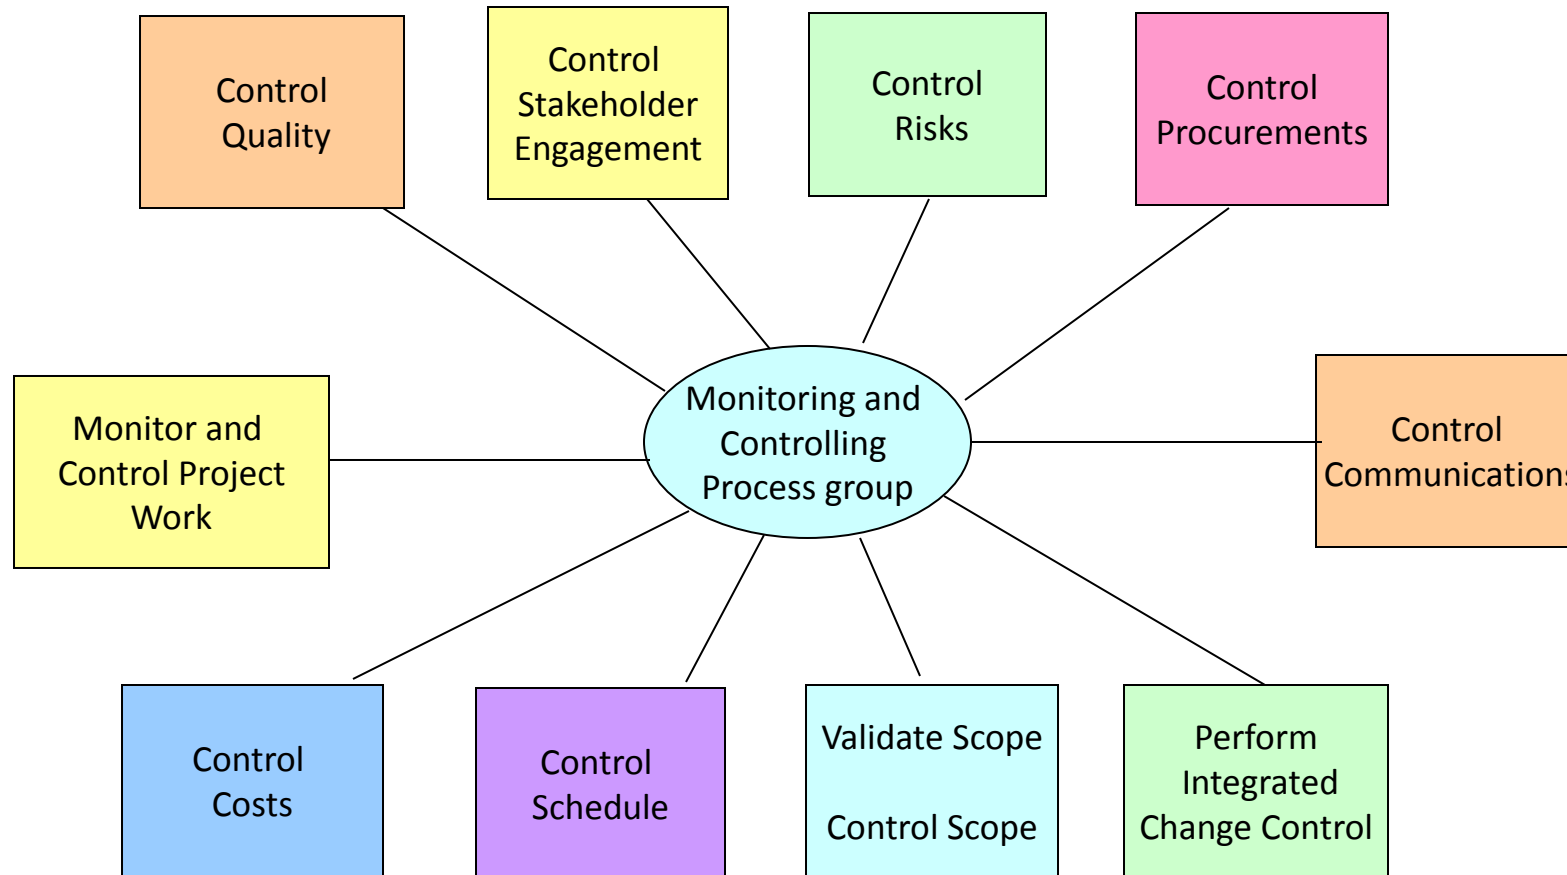 Control
Quality
Control
Stakeholder
Engagement
Control
Risks
Control
Procurements
Monitor and
Control Project
Work
Monitoring and
Controlling
Process group
Control
Communications
Control
Costs
Control
Schedule
Validate Scope
Control Scope
Perform
Integrated
Change Control